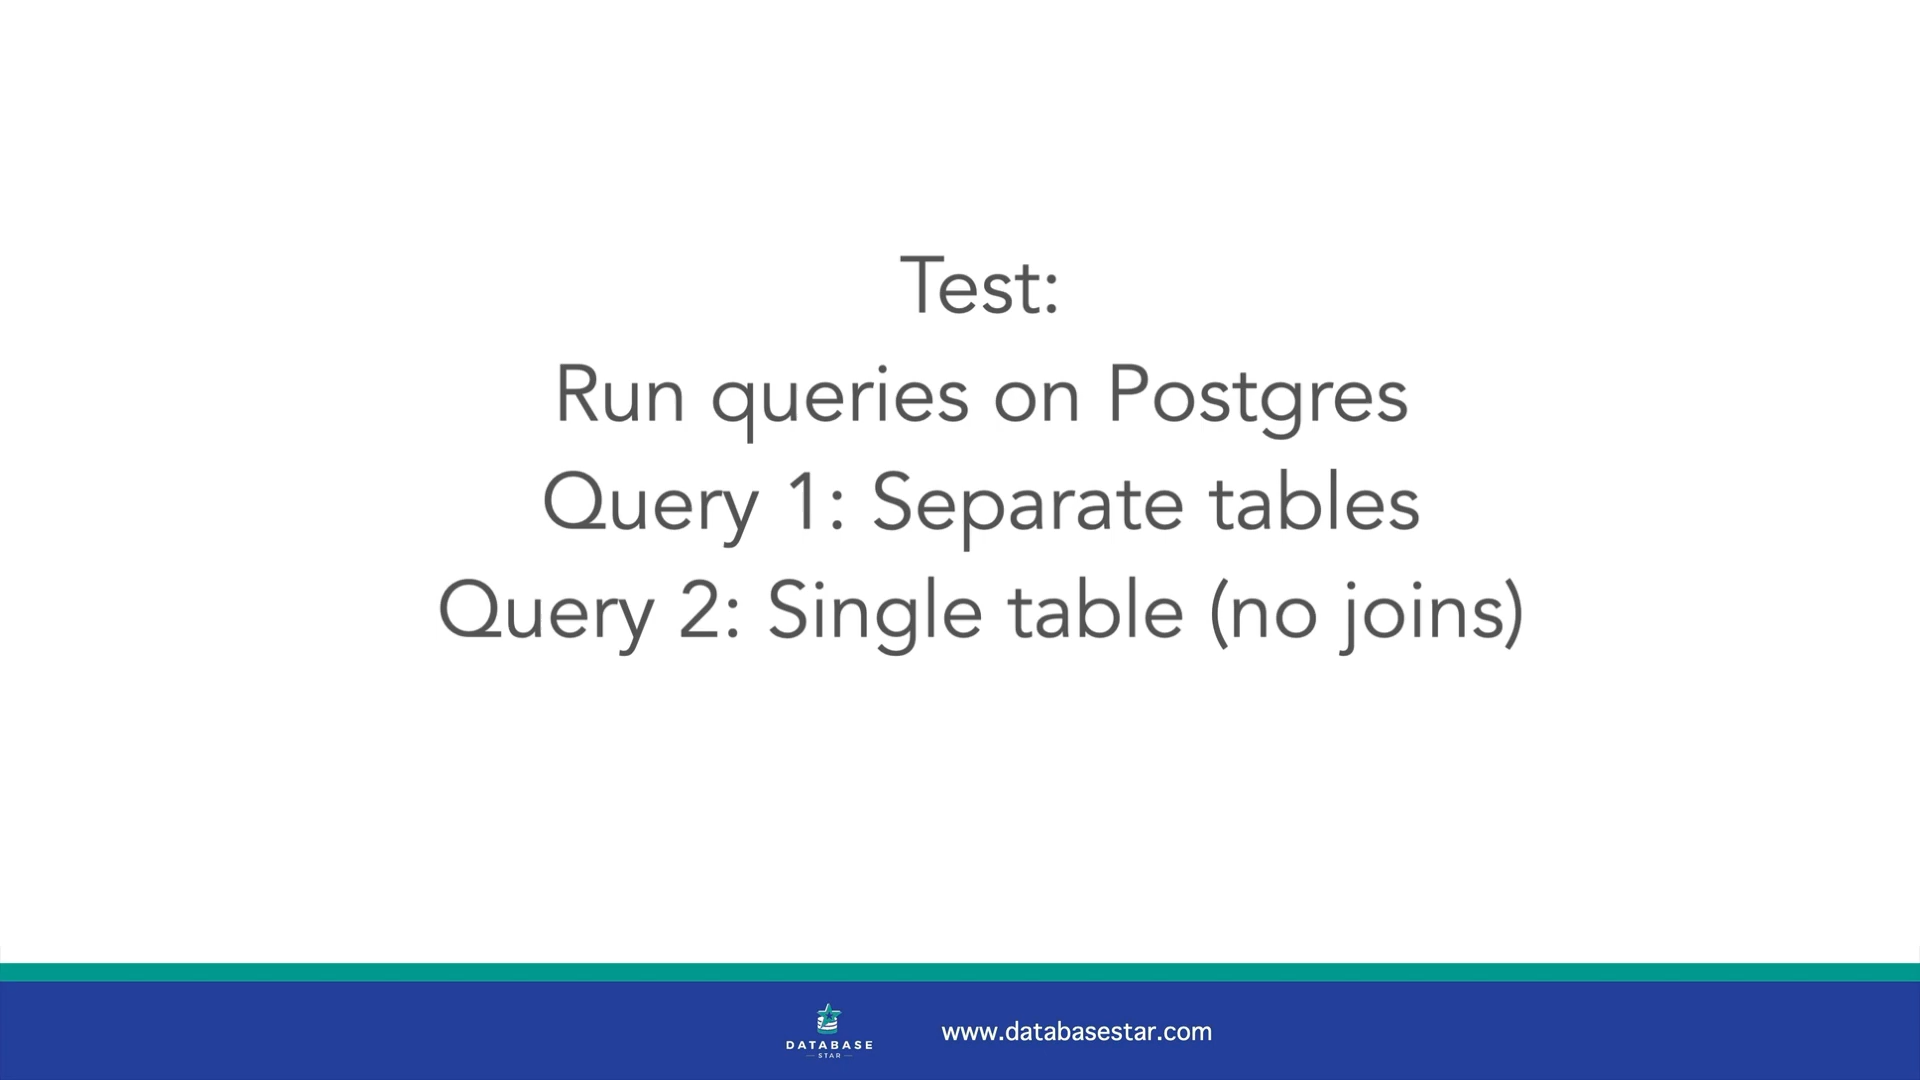 Test:
Run queries on Postgres
Query 1: Separate tables
Query 2: Single table (no joins)
DATABASE
STAR
www.databasestar.com